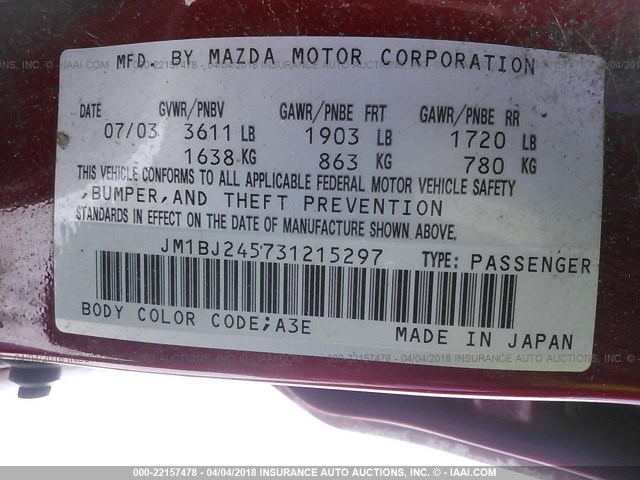 MFD. BY MAZDA MOTOR CORPORATION
DATE GVWR/PNBV GAWR/PNBE FRT GAWR/PNBE RR
07/03 3611 LB 1903 LB 1720 LB
1638 KG 863 KG 780 KG
THIS VEHICLE CONFORMS TO ALL APPLICABLE FEDERAL MOTOR VEHICLE SAFETY
,BUMPER,AND THEFT PREVENTION
STANDARDS IN EFFECT ON THE DATE OF MANUFACTURE SHOWN ABOVE.
JM1BJ245731215297 TYPE: PASSENGER
BODY COLOR CODE;A3E MADE IN JAPAN
000-22157478 - 04/04/2018 INSURANCE AUTO AUCTIONS, INC. - © IAAI.COM